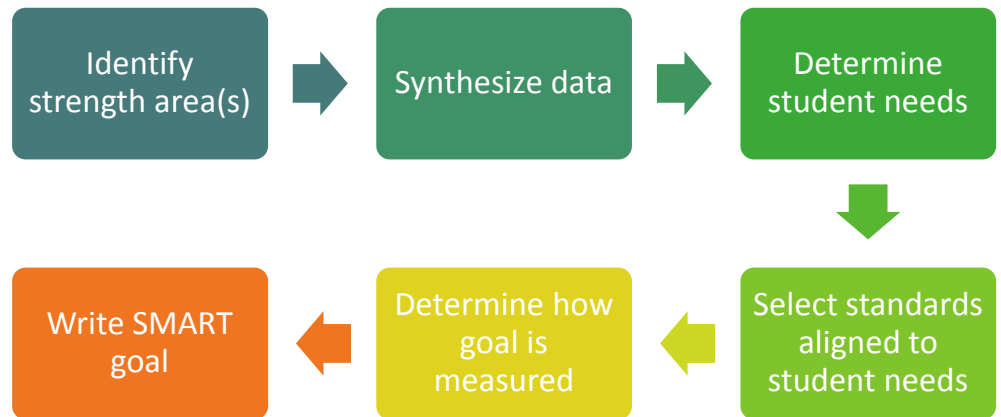 Identify
strength area(s)
Synthesize data
Determine
student needs
Select standards
aligned to
student needs
Determine how
goal is
measured
Write SMART
goal